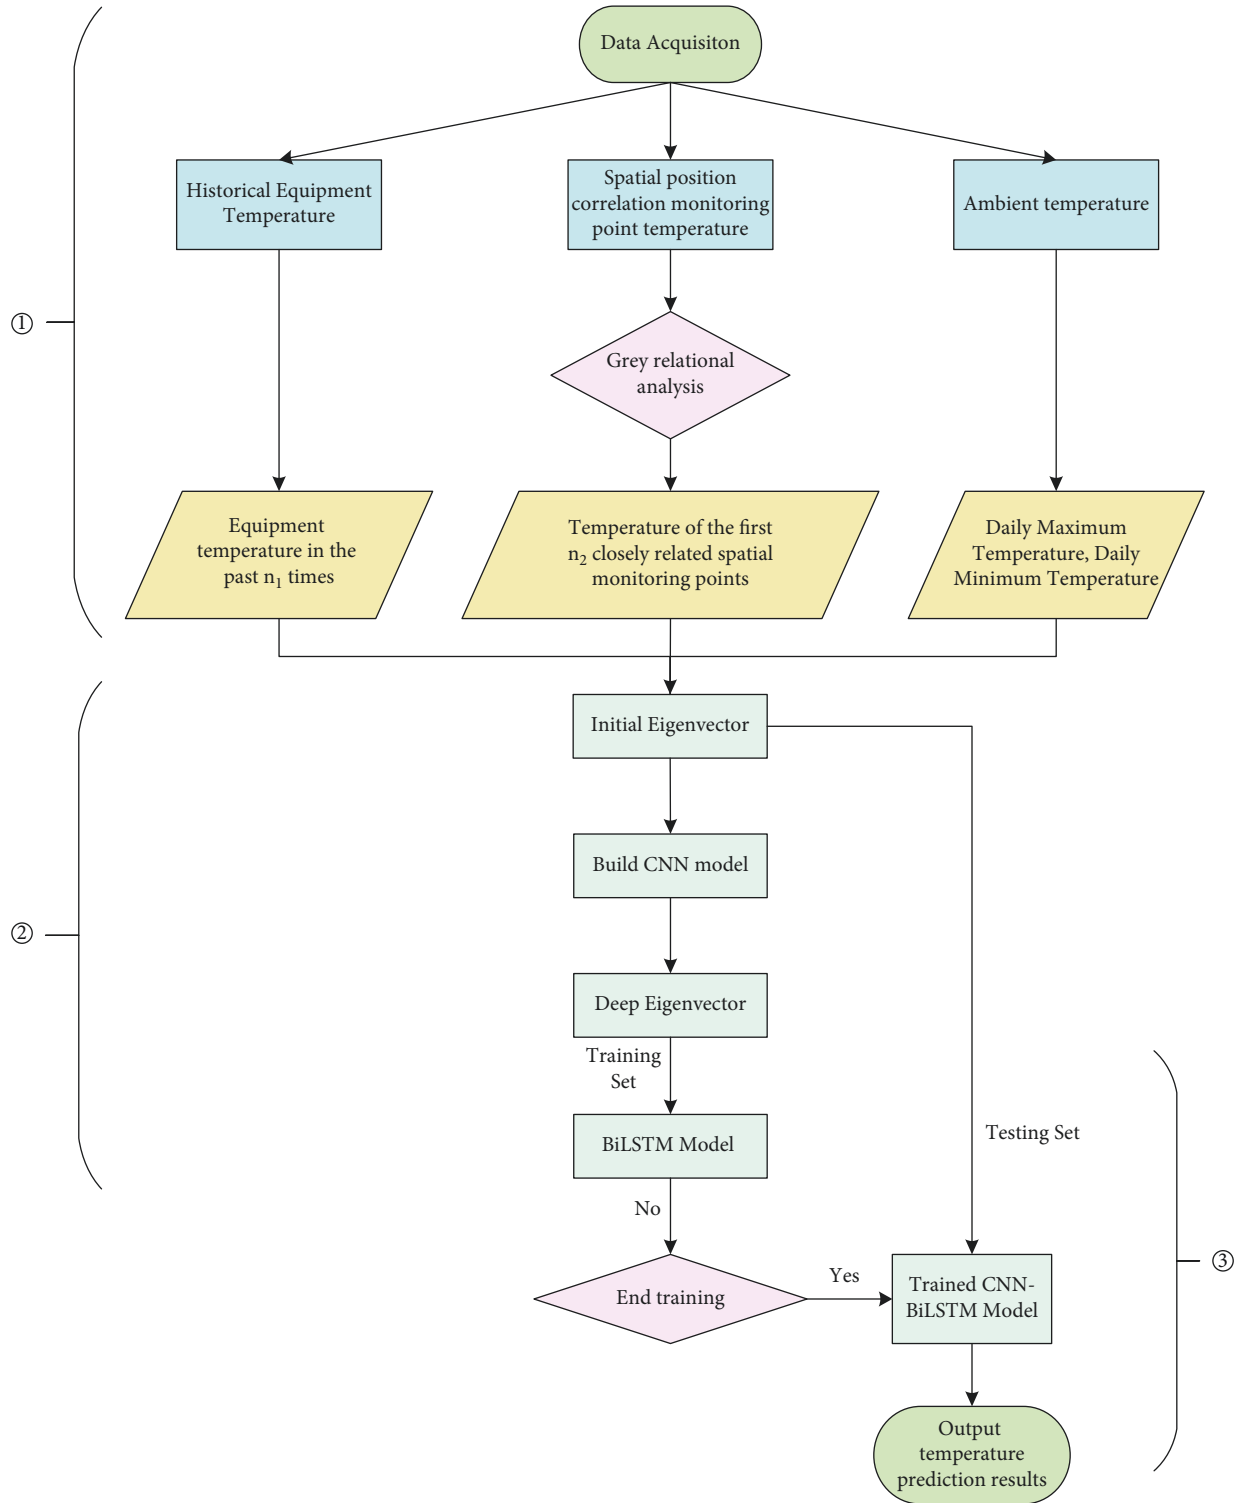 Data Acquisiton
Historical Equipment
Temperature
Spatial position
correlation monitoring
point temperature
Ambient temperature
①
Grey relational
analysis
Equipment
temperature in the
past n₁ times
Temperature of the first
n₂ closely related spatial
monitoring points
Daily Maximum
Temperature, Daily
Minimum Temperature
Initial Eigenvector
Build CNN model
②
Deep Eigenvector
Training
Set
Testing Set
BiLSTM Model
No
③
End training
Yes
Trained CNN-
BiLSTM Model
Output
temperature
prediction results